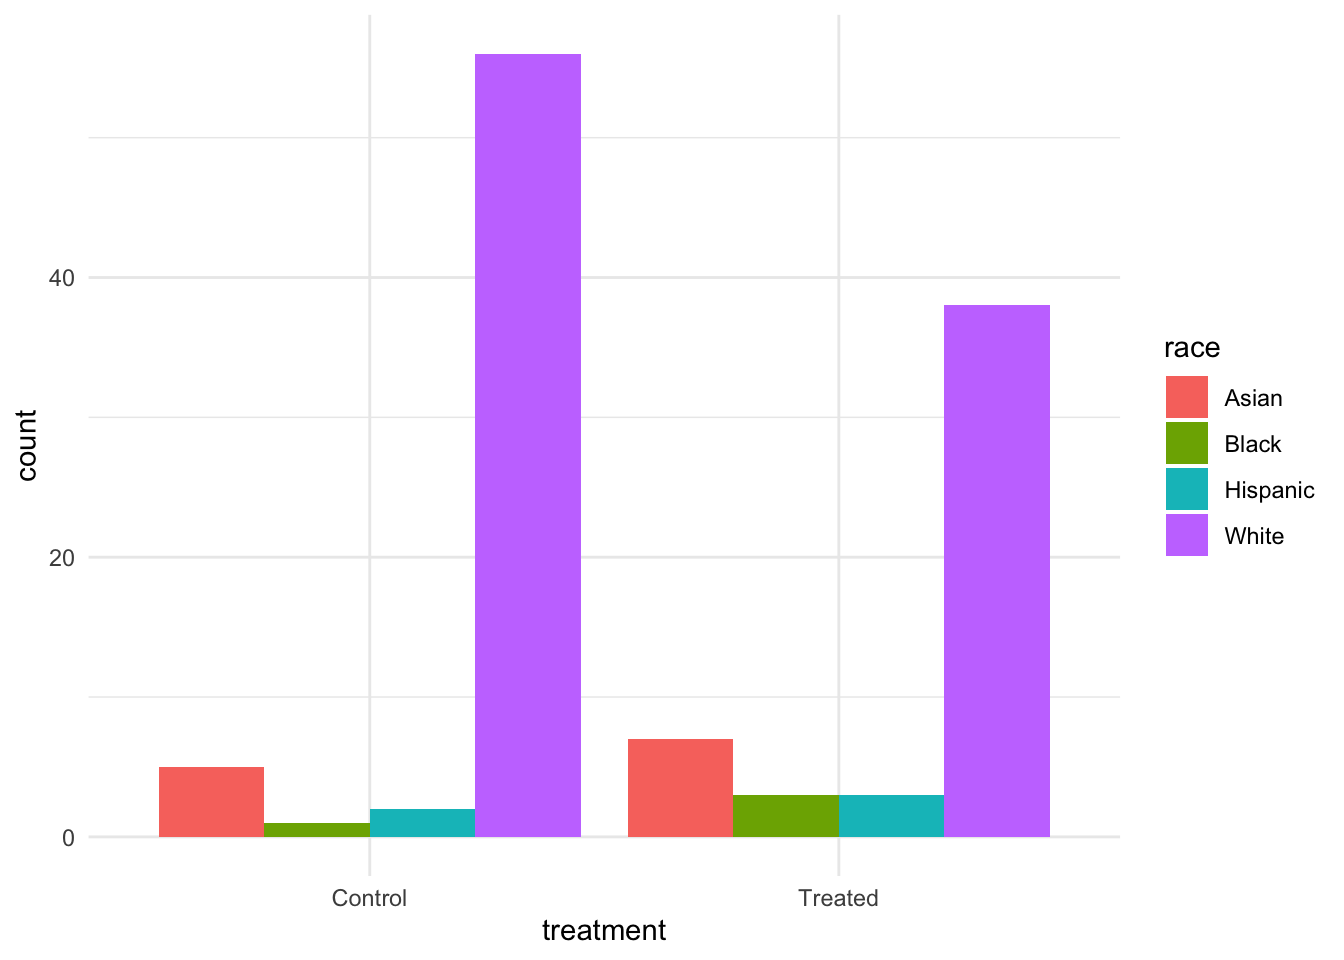 count
40
20
0
Control
Treated
treatment
race
Asian
Black
Hispanic
White